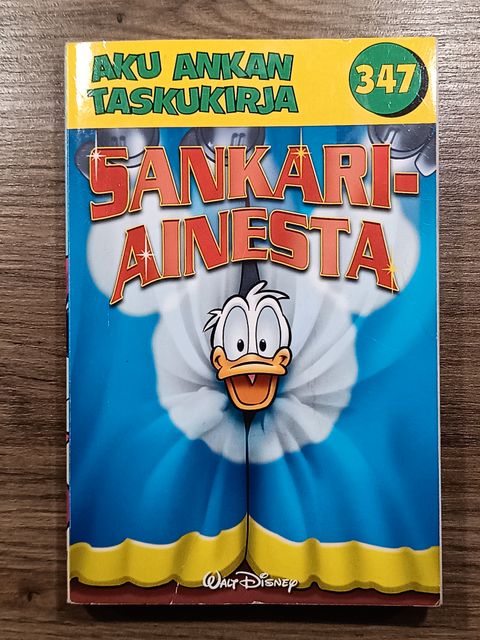 AKU ANKAN
TASKUKIRJA
347
SANKARI-
AINESTA
WALT DISNEY